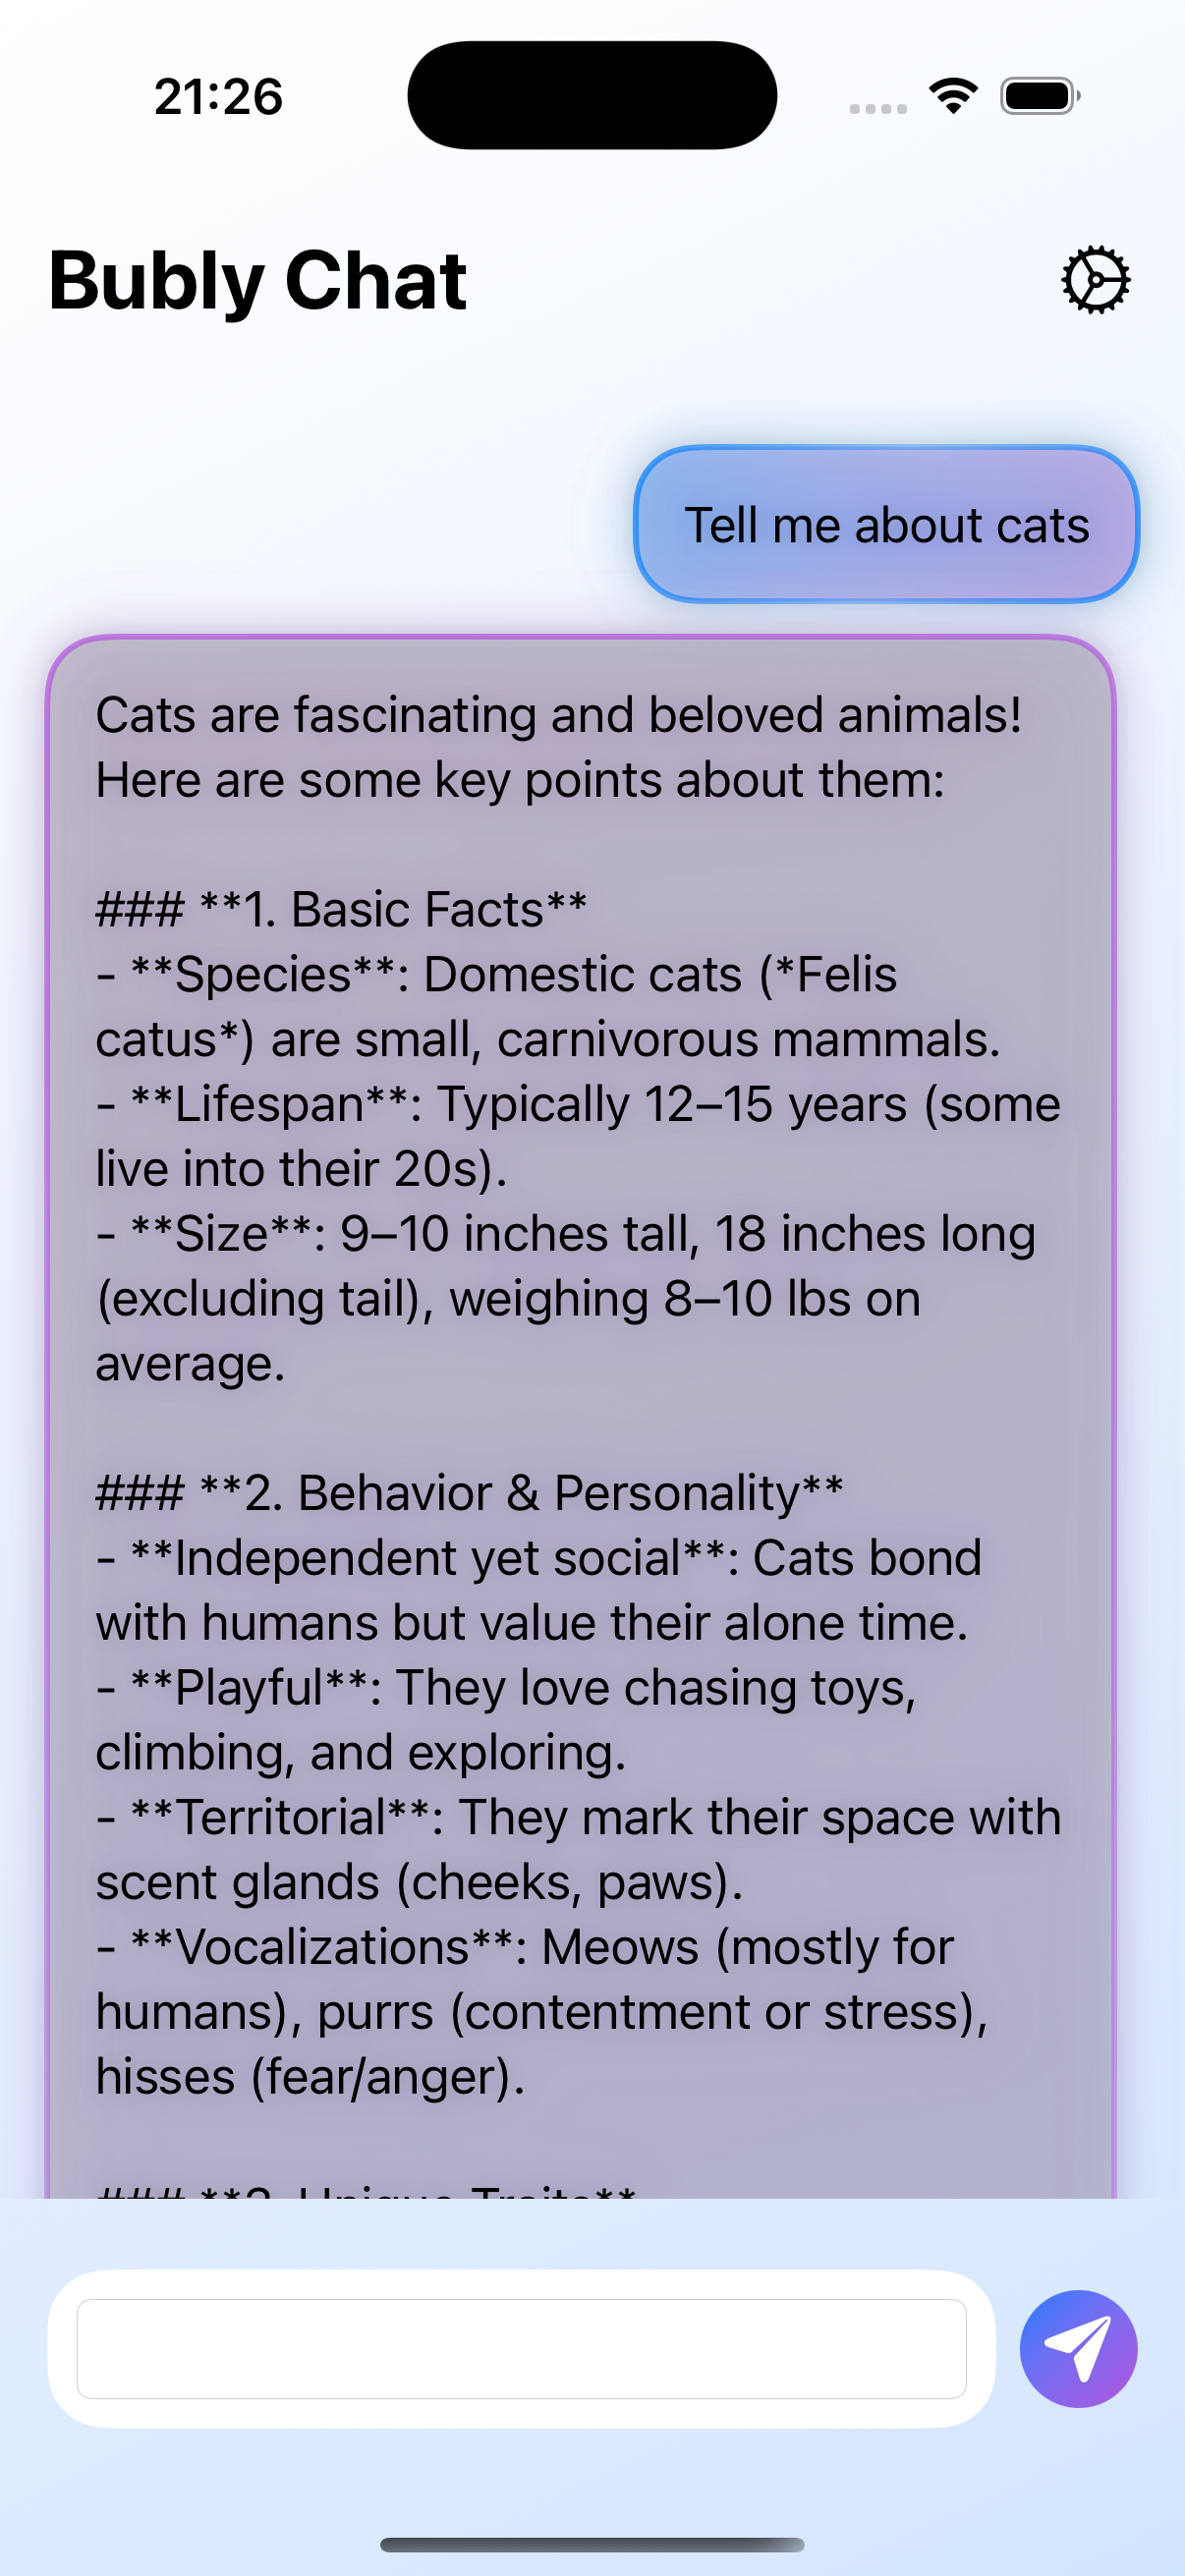 21:26
Bubly Chat
Tell me about cats
Cats are fascinating and beloved animals!
Here are some key points about them:
### **1. Basic Facts**
- **Species**: Domestic cats (*Felis
catus*) are small, carnivorous mammals.
- **Lifespan**: Typically 12–15 years (some
live into their 20s).
- **Size**: 9–10 inches tall, 18 inches long
(excluding tail), weighing 8–10 lbs on
average.
### **2. Behavior & Personality**
- **Independent yet social**: Cats bond
with humans but value their alone time.
- **Playful**: They love chasing toys,
climbing, and exploring.
- **Territorial**: They mark their space with
scent glands (cheeks, paws).
- **Vocalizations**: Meows (mostly for
humans), purrs (contentment or stress),
hisses (fear/anger).
### **3. Unique Traits**